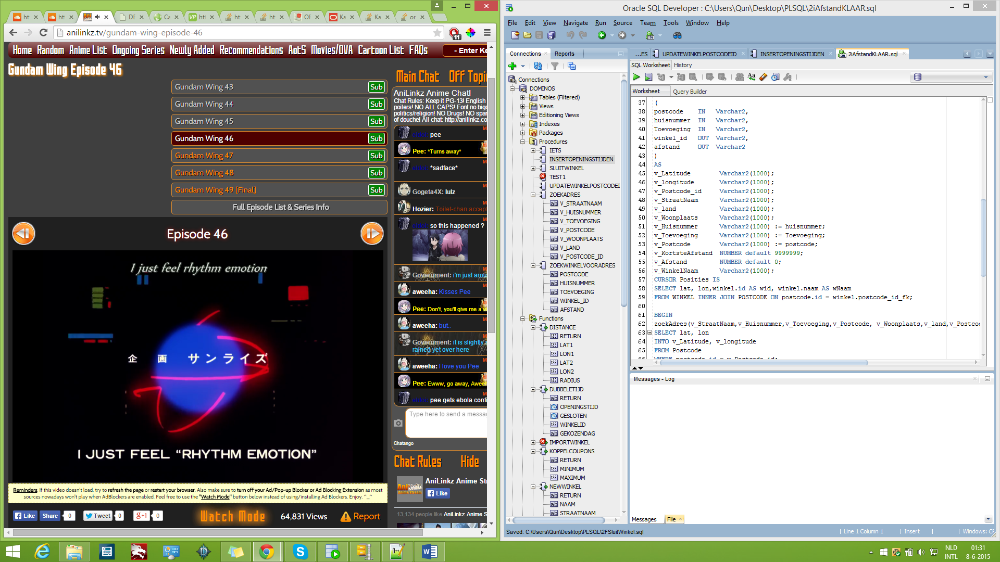 ht
ht
DE
Ca
ht
ht
ht
OF
Ka
Ka
or
anilinkz.tv/gundam-wing-episode-46
11
Home Random Anime List Ongoing Series Newly Added Recommendations AotS Movies/OVA Cartoon List FAQs
- Enter Ke
Gundam Wing Episode 46
Gundam Wing 43 Sub
Gundam Wing 44 Sub
Gundam Wing 45 Sub
Gundam Wing 46 Sub
Gundam Wing 47 Sub
Gundam Wing 48 Sub
Gundam Wing 49 [Final] Sub
Full Episode List & Series Info
Episode 46
I just feel rhythm emotion
企 画 サンライズ
I JUST FEEL “RHYTHM EMOTION”
Reminders: If this video doesn't load, try to refresh the page or restart your browser. Also make sure to turn off your Ad/Pop-up Blocker or Ad Blocking Extension as most
sources nowadays won't play when AdBlockers are enabled. Feel free to use the "Watch Mode" button below instead of using/installing Ad Blockers. Enjoy. ^_^
Like Share 0 Tweet 0 g+1 0
Watch Mode
64,831 Views
Report
Main Chat OFF Topi
AniLinkz Anime Chat!
Chat Rules: Keep it PG-13! English
poilers! NO ALL CAPS! Font no bigg
politics/religion! NO Drugs! NO spar
of douche! All chat: http://anilinkz.co
eldor: pee
Pee: *Turns away*
eldor: *sadface*
Gogeta4X: lulz
Hozier: Toilet-chan accep
eldor: so this happened ?
Government: i'm just arou
aweeha: Kisses Pee
Pee: Don't, you'll give me a v
aweeha: but..
Government: it is slightly
rained yet over here
aweeha: I love you Pee
Pee: Ewww, go away, Awee
eldor: pee gets ebola confi
Type here to send a messag
Chatango
Chat Rules Hide
AniLinkz Anime Str
Like
13,134 people like AniLinkz Anime S
Oracle SQL Developer : C:\Users\Qun\Desktop\PLSQL\2iAfstandKLAAR.sql
File Edit View Navigate Run Source Team Tools Window Help
Connections
Reports
Connections
DOMINOS
Tables (Filtered)
Views
Editioning Views
Indexes
Packages
Procedures
IETS
INSERTOPENINGSTIJDEN
SLUITWINKEL
TEST1
UPDATEWINKELPOSTCODEI
ZOEKADRES
V_STRAATNAAM
V_HUISNUMMER
V_TOEVOEGING
V_POSTCODE
V_WOONPLAATS
V_LAND
V_POSTCODE_ID
ZOEKWINKELVOORADRES
POSTCODE
HUISNUMMER
TOEVOEGING
WINKEL_ID
AFSTAND
Functions
DISTANCE
RETURN
LAT1
LON1
LAT2
LON2
RADIUS
DUBBELETIJD
RETURN
OPENINGSTIJD
GESLOTEN
WINKELID
GEKOZENDAG
IMPORTWINKEL
KOPPELCOUPONS
RETURN
MINIMUM
MAXIMUM
NEWWINKEL
RETURN
NAAM
STRAATNAAM
...ES UPDATEWINKELPOSTCODEID INSERTOPENINGSTIJDEN 2iAfstandKLAAR.sql
SQL Worksheet History
Worksheet Query Builder
37 (
38 postcode IN Varchar2,
39 huisnummer IN Varchar2,
40 Toevoeging IN Varchar2,
41 winkel_id OUT Varchar2,
42 afstand OUT Varchar2
43 )
44 AS
45 v_Latitude Varchar2(1000);
46 v_longitude Varchar2(1000);
47 v_Postcode_id Varchar2(1000);
48 v_StraatNaam Varchar2(1000);
49 v_land Varchar2(1000);
50 v_Woonplaats Varchar2(1000);
51 v_Huisnummer Varchar2(1000) := huisnummer;
52 v_Toevoeging Varchar2(1000) := Toevoeging;
53 v_Postcode Varchar2(1000) := postcode;
54 v_KortsteAfstand NUMBER default 9999999;
55 v_Afstand NUMBER default 0;
56 v_WinkelNaam Varchar2(1000);
57 CURSOR Posities IS
58 SELECT lat, lon,winkel.id AS wid, winkel.naam AS wNaam
59 FROM WINKEL INNER JOIN POSTCODE ON postcode.id = winkel.postcode_id_fk;
60
61 BEGIN
62 zoekAdres(v_StraatNaam,v_Huisnummer,v_Toevoeging,v_Postcode, v_Woonplaats,v_land,v_Postco
63 SELECT lat, lon
64 INTO v_Latitude, v_longitude
65 FROM Postcode
66 WHERE postcode.id = v_Postcode_id;
Messages - Log
Messages File
Saved: C:\Users\Qun\Desktop\PLSQL\2FSluitWinkel.sql
Line 1 Column 1 Insert Windows: CF
NLD
INTL
01:31
8-6-2015